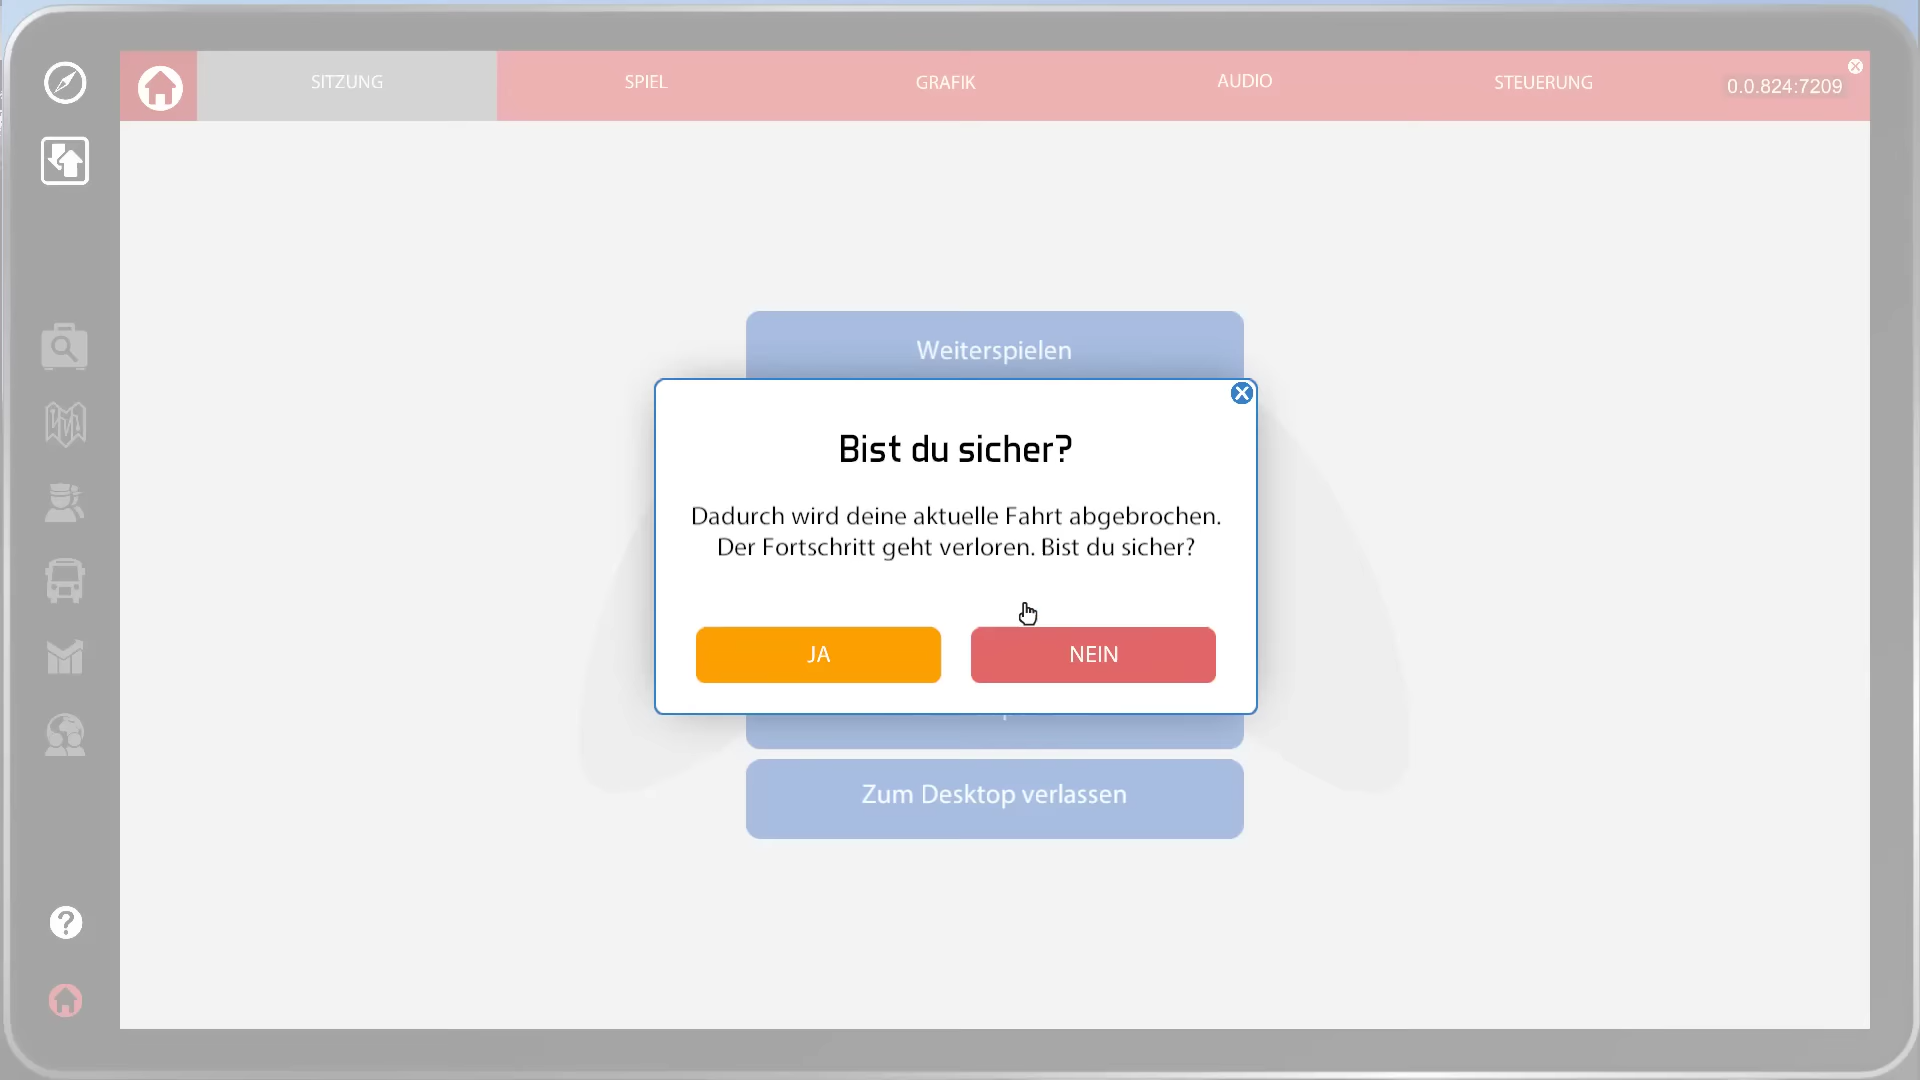 SITZUNG
SPIEL
GRAFIK
AUDIO
STEUERUNG
0.0.824:7209
Weiterspielen
Bist du sicher?
Dadurch wird deine aktuelle Fahrt abgebrochen.
Der Fortschritt geht verloren. Bist du sicher?
JA
NEIN
Zum Desktop verlassen